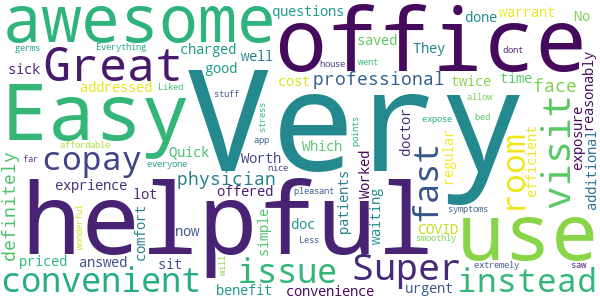 awesome
office
questions
done
warrant
germs
Everything
charged
saved
They
No
Great
well
sick
good
cost
professional
twice
time
face
addressed
Liked
stuff
house
went
dont
Easy
Very
visit
room
efficient
exposure
additional
reasonably
stress
Which
doctor
regular
expose
allow
affordable
Quick
Worth
app
points
bed
copay
physician
far
everyone
nice
Worked
fast
exprience
lot
offered
patients
waiting
COVID
symptoms
helpful
use
definitely
wonderful
comfort
now
simple
doc
pleasant
Less
smoothly
priced
answed
sit
will
issue
Super
extremely
saw
instead
convenient
benefit
convenience
urgent